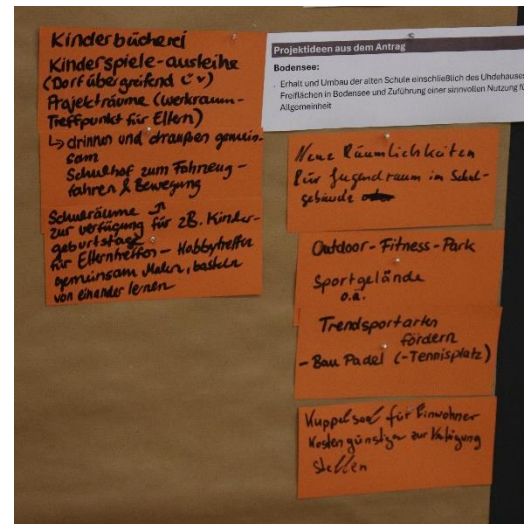 Kinderbücherei
Kinderspiele-ausleihe
(Dorf übergreifend
Projekträume (Werkraum-
Treffpunkt für Eltern)
↳ drinnen und draußen gemein-
sam
Schulhof zum Fahrzeug-
fahren & Bewegung
Schulräume
zur verfügung für zB. Kinder-
geburtstage
für Elterntreffen - Hobbytreffen
gemeinsam Malen, basteln
von einander lernen
Projektideen aus dem Antrag
Bodensee:
Erhalt und Umbau der alten Schule einschließlich des Uhdehauses
Freiflächen in Bodensee und Zuführung einer sinnvollen Nutzung
Allgemeinheit
Neue Räumlichkeiten
für Jugendraum im Schul-
gebäude
Outdoor-Fitness-Park
Sportgelände
o.ä.
Trendsportarten
fördern
- Bau Padel (-Tennisplatz)
Kuppelsaal für Einwohner
Kostengünstiger zur Verfügung
stellen